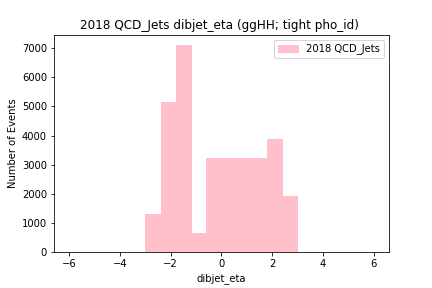 2018 QCD_Jets dibjet_eta (ggHH; tight pho_id)
2018 QCD_Jets
7000
6000
5000
4000
3000
2000
1000
0
Number of Events
−6 −4 −2 0 2 4 6
dibjet_eta